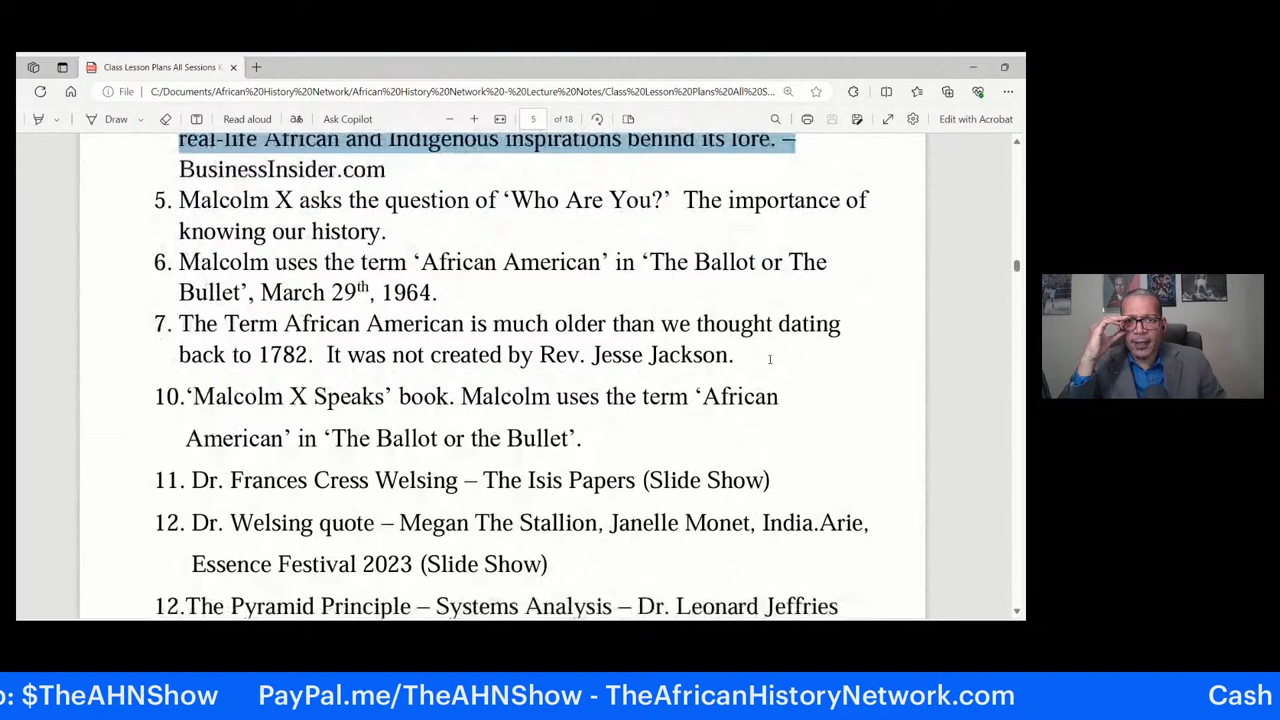 Class Lesson Plans All Sessions K
File C:/Documents/African%20History%20Network/African%20History%20Network%20-%20Lecture%20Notes/Class%20Lesson%20Plans%20All%20S...
Draw Read aloud Ask Copilot 5 of 18 Edit with Acrobat
real-life African and Indigenous inspirations behind its lore. –
BusinessInsider.com
5. Malcolm X asks the question of ‘Who Are You?’ The importance of
knowing our history.
6. Malcolm uses the term ‘African American’ in ‘The Ballot or The
Bullet’, March 29th, 1964.
7. The Term African American is much older than we thought dating
back to 1782. It was not created by Rev. Jesse Jackson.
10.‘Malcolm X Speaks’ book. Malcolm uses the term ‘African
American’ in ‘The Ballot or the Bullet’.
11. Dr. Frances Cress Welsing – The Isis Papers (Slide Show)
12. Dr. Welsing quote – Megan The Stallion, Janelle Monet, India.Arie,
Essence Festival 2023 (Slide Show)
12.The Pyramid Principle – Systems Analysis – Dr. Leonard Jeffries
p: $TheAHNShow PayPal.me/TheAHNShow - TheAfricanHistoryNetwork.com Cash